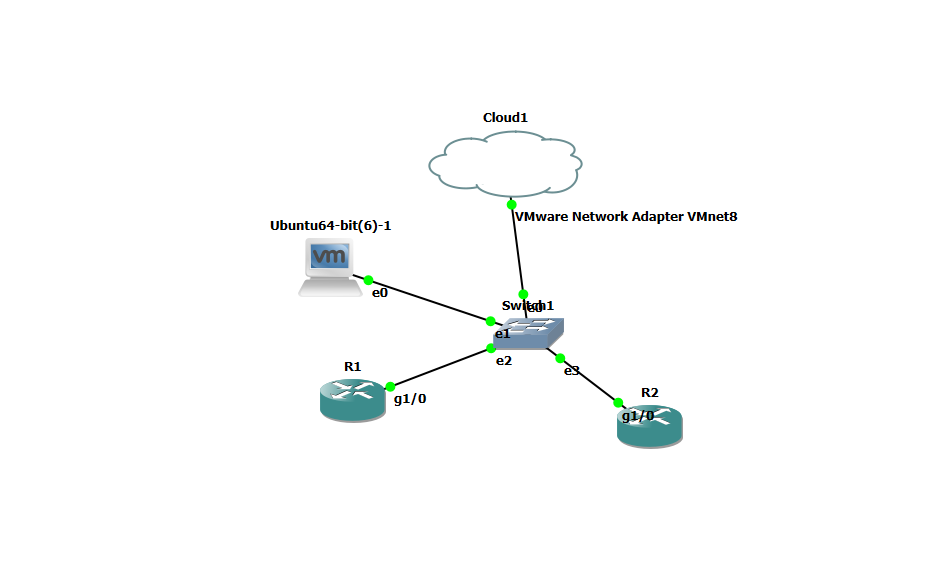 Cloud1
VMware Network Adapter VMnet8
Ubuntu64-bit(6)-1
vm
e0
Switch1
e0
e1
e2
e3
R1
g1/0
R2
g1/0